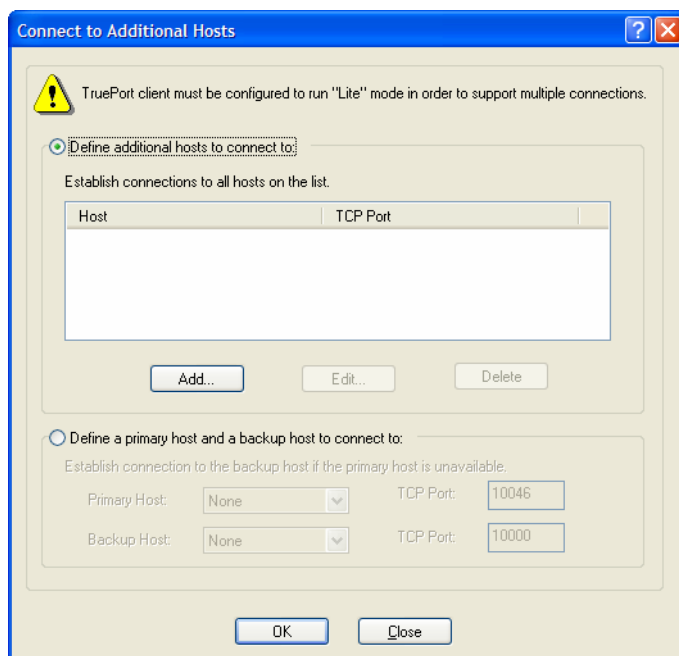 Connect to Additional Hosts
TruePort client must be configured to run "Lite" mode in order to support multiple connections.
Define additional hosts to connect to:
Establish connections to all hosts on the list.
Host TCP Port
Add... Edit... Delete
Define a primary host and a backup host to connect to:
Establish connection to the backup host if the primary host is unavailable.
Primary Host: None TCP Port: 10046
Backup Host: None TCP Port: 10000
OK Close